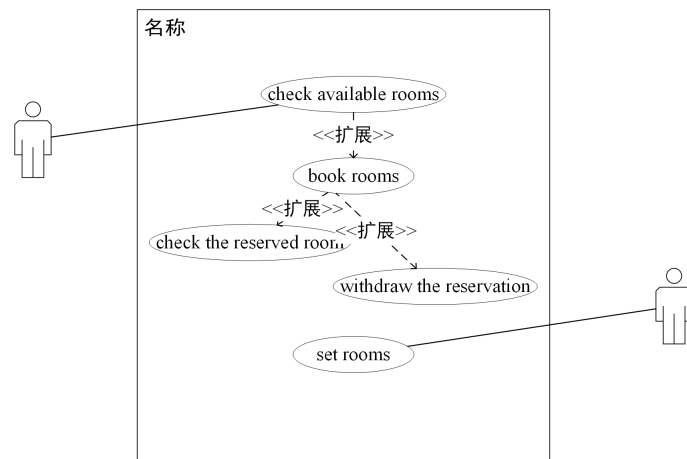 名称
check available rooms
<<扩展>>
book rooms
<<扩展>>
<<扩展>>
check the reserved room
withdraw the reservation
set rooms